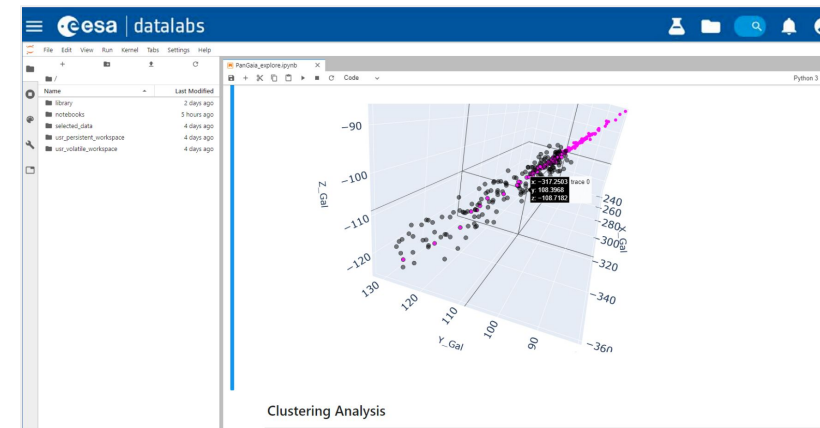 esa | datalabs
File Edit View Run Kernel Tabs Settings Help
PanGaia_explore.ipynb
Code
Python 3
/
Name Last Modified
library 2 days ago
notebooks 5 hours ago
selected_data 4 days ago
usr_persistent_workspace 4 days ago
usr_volatile_workspace 4 days ago
−90
−100
−110
−120
Z_Gal
130
120
110
100
90
Y_Gal
−240
−260
−280
−300
−320
−340
−360
X_Gal
x: −317.2503 trace 0
y: 108.3968
z: −108.7182
Clustering Analysis